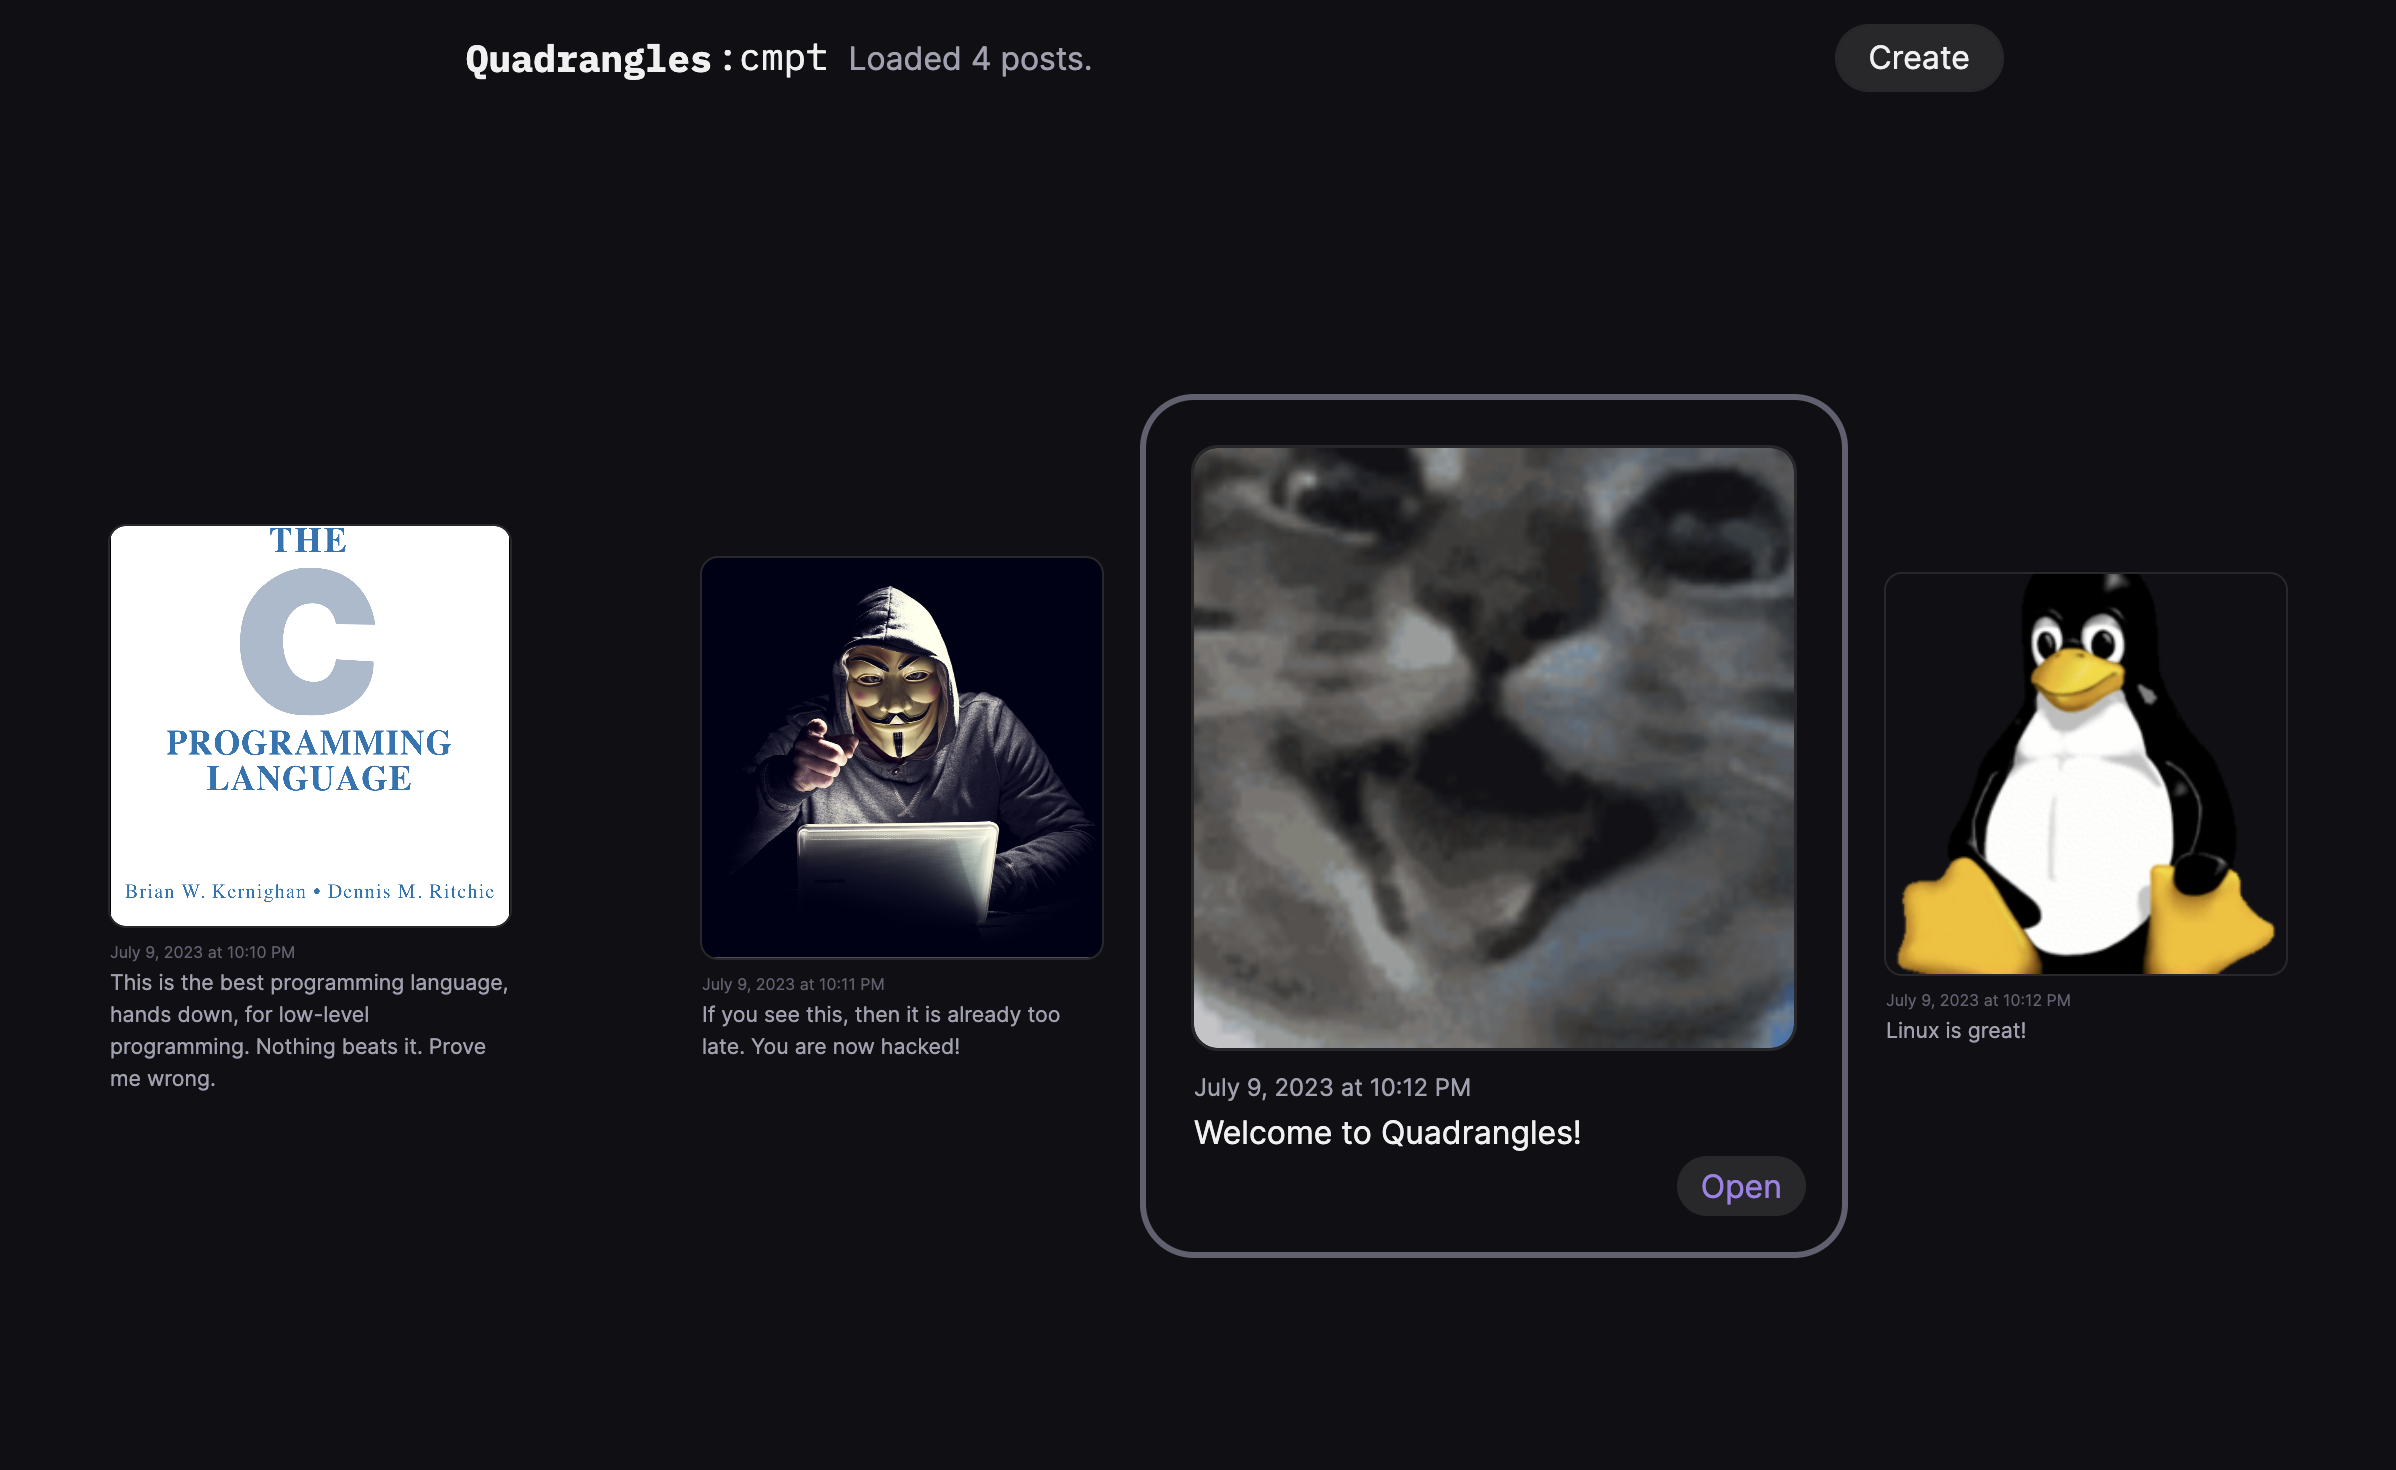 Quadrangles :cmpt Loaded 4 posts.
Create
THE
C
PROGRAMMING
LANGUAGE
Brian W. Kernighan • Dennis M. Ritchie
July 9, 2023 at 10:10 PM
This is the best programming language,
hands down, for low-level
programming. Nothing beats it. Prove
me wrong.
July 9, 2023 at 10:11 PM
If you see this, then it is already too
late. You are now hacked!
July 9, 2023 at 10:12 PM
Welcome to Quadrangles!
Open
July 9, 2023 at 10:12 PM
Linux is great!